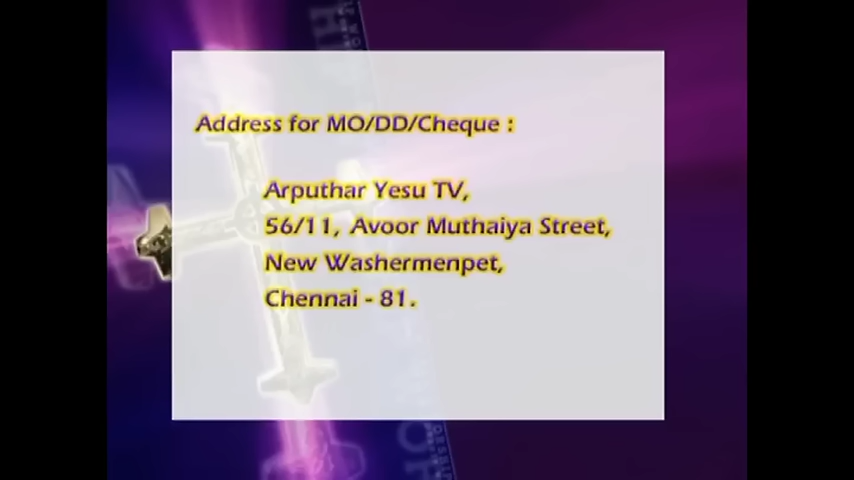 Address for MO/DD/Cheque :
Arputhar Yesu TV,
56/11, Avoor Muthaiya Street,
New Washermenpet,
Chennai - 81.